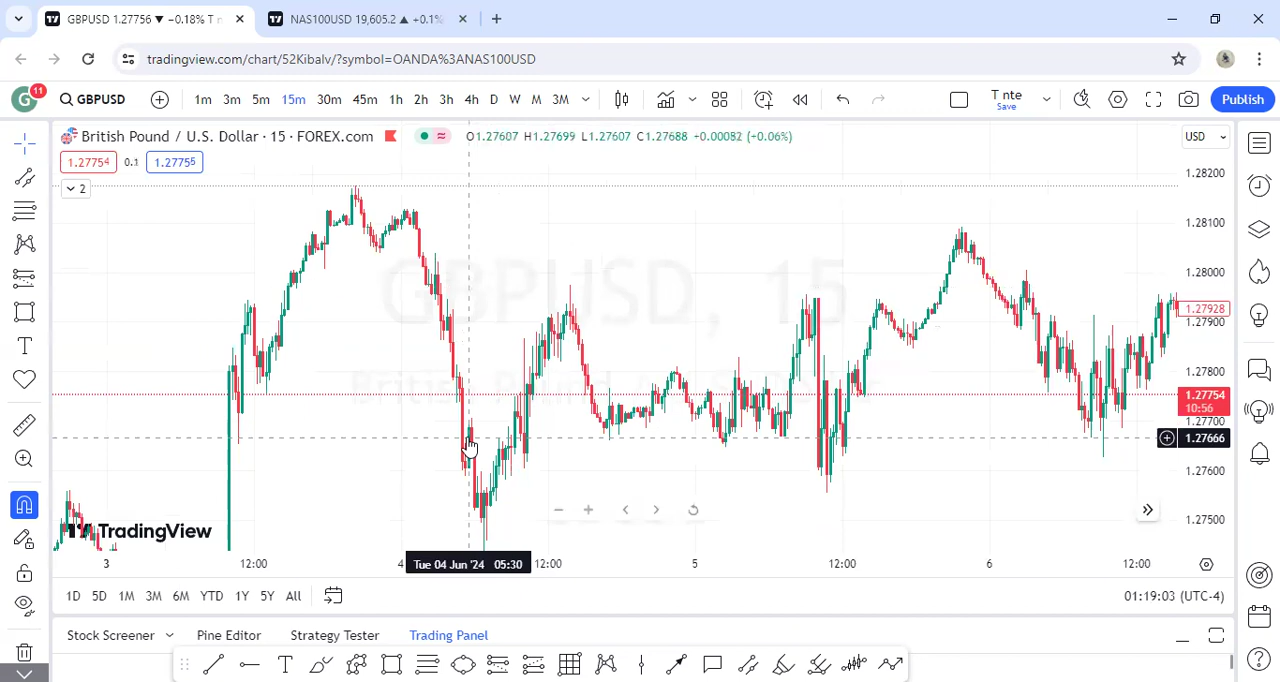 GBPUSD 1.27756 ▼ −0.18% T n
NAS100USD 19,605.2 ▲ +0.1%
tradingview.com/chart/52Kibalv/?symbol=OANDA%3ANAS100USD
G 11 GBPUSD 1m 3m 5m 15m 30m 45m 1h 2h 3h 4h D W M 3M T nte Save Publish
British Pound / U.S. Dollar · 15 · FOREX.com O1.27607 H1.27699 L1.27607 C1.27688 +0.00082 (+0.06%) USD
1.27754 0.1 1.27755
2
1.28200
1.28100
1.28000
1.27928
1.27900
1.27800
1.27754
10:56
1.27700
1.27666
1.27600
1.27500
GBPUSD, 15
British Pound / U.S. Dollar
TradingView
3 12:00 4 Tue 04 Jun '24 05:30 12:00 5 12:00 6 12:00
1D 5D 1M 3M 6M YTD 1Y 5Y All 01:19:03 (UTC-4)
Stock Screener Pine Editor Strategy Tester Trading Panel